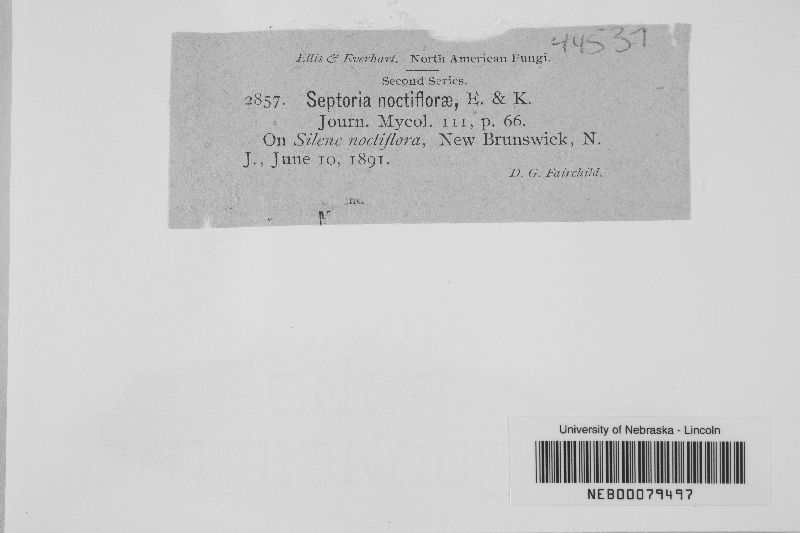 44537
Ellis & Everhart. North American Fungi.
Second Series.
2857. Septoria noctifloræ, E. & K.
Journ. Mycol. III, p. 66.
On Silene noctiflora, New Brunswick, N.
J., June 10, 1891.
D. G. Fairchild.
University of Nebraska - Lincoln
NEB00079497